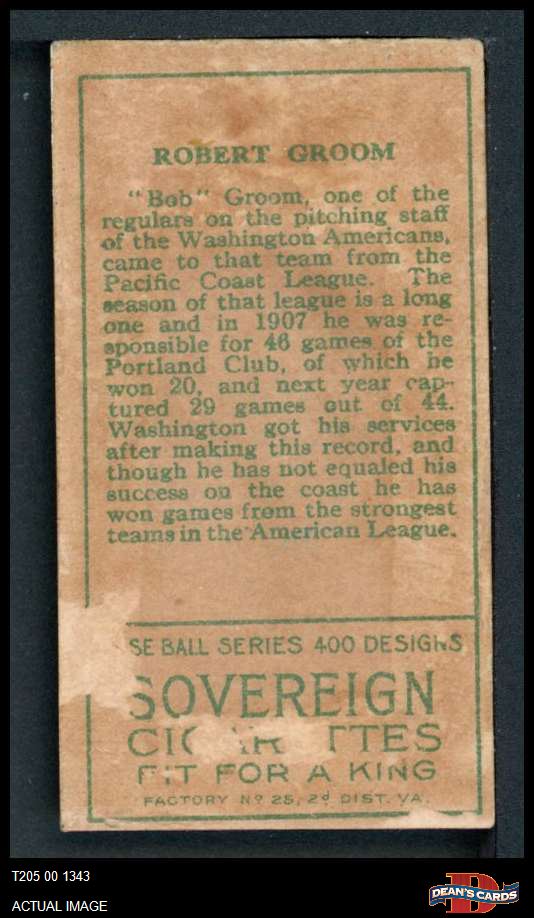 ROBERT GROOM
"Bob" Groom, one of the
regulars on the pitching staff
of the Washington Americans,
came to that team from the
Pacific Coast League. The
season of that league is a long
one and in 1907 he was re-
sponsible for 46 games of the
Portland Club, of which he
won 20, and next year cap-
tured 29 games out of 44.
Washington got his services
after making this record, and
though he has not equaled his
success on the coast he has
won games from the strongest
teams in the American League.
SE BALL SERIES 400 DESIGNS
SOVEREIGN
FIT FOR A KING
FACTORY Nº 25, 2d DIST. VA.
T205 00 1343
ACTUAL IMAGE
DEAN'S CARDS